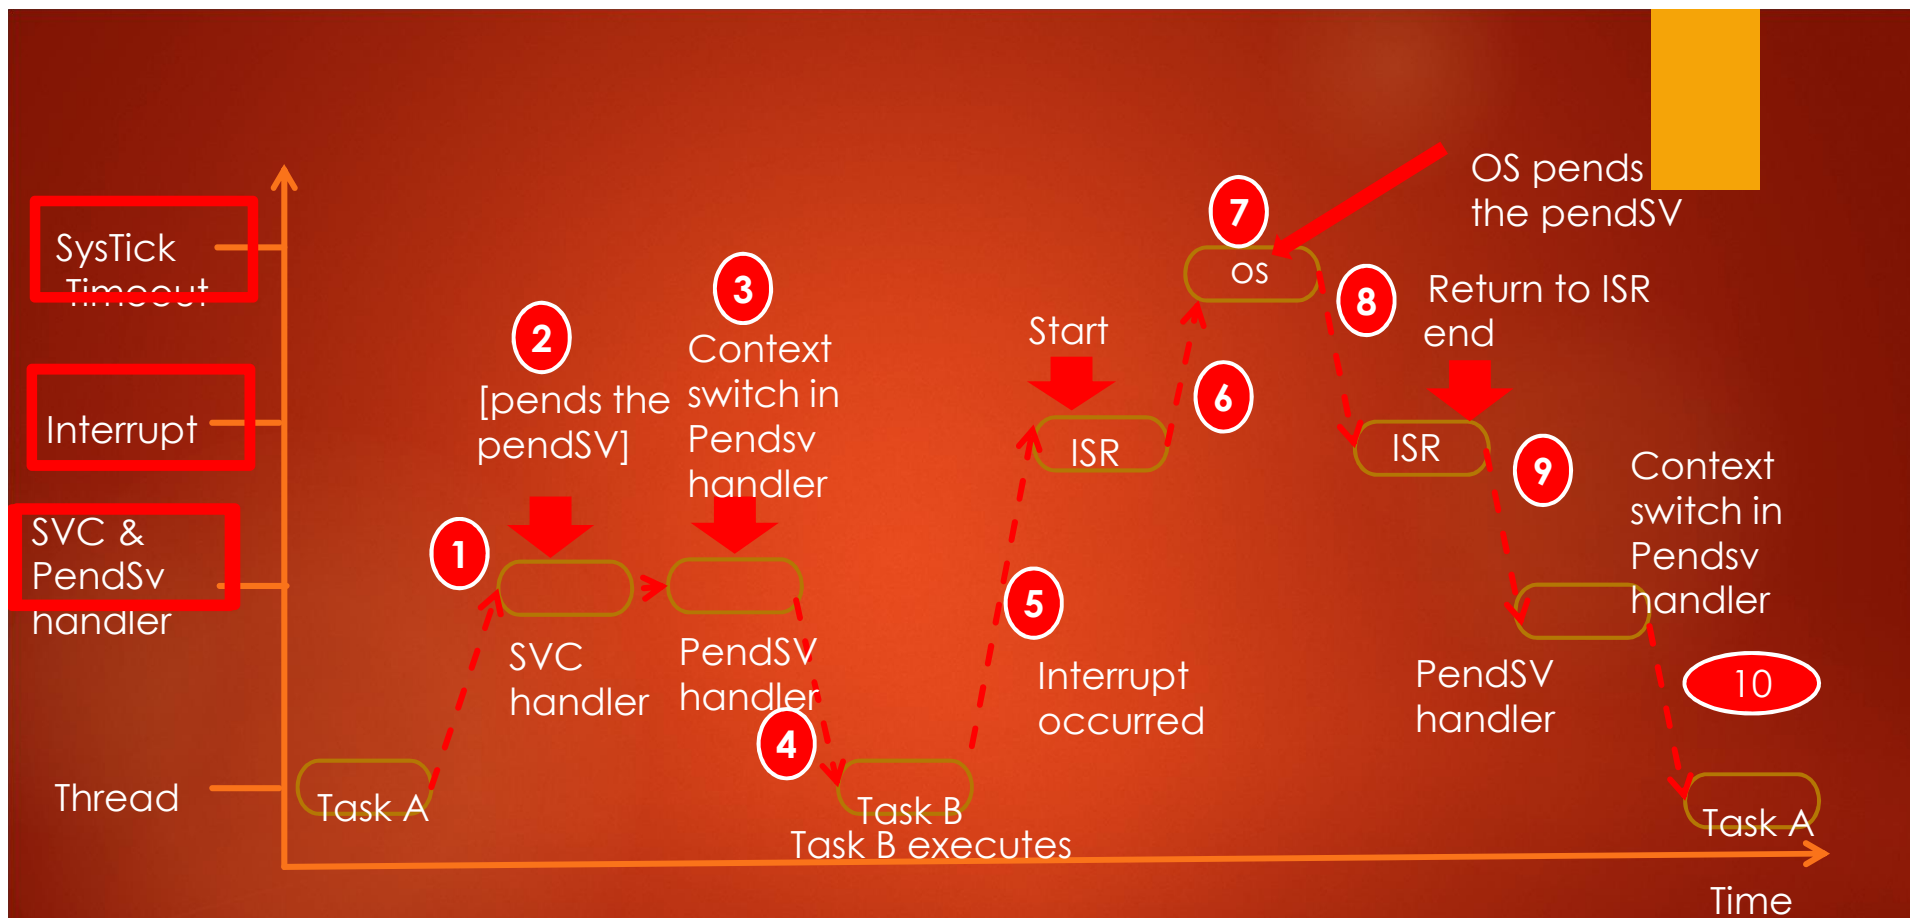 OS pends
the pendSV
7
SysTick
Timeout
OS
3
8
Return to ISR
end
2
Start
Context
switch in
Pendsv
handler
[pends the
pendSV]
6
Interrupt
ISR
ISR
9
Context
switch in
Pendsv
handler
SVC &
PendSv
handler
1
5
SVC
handler
PendSV
handler
Interrupt
occurred
PendSV
handler
10
4
Thread
Task A
Task B
Task B executes
Task A
Time